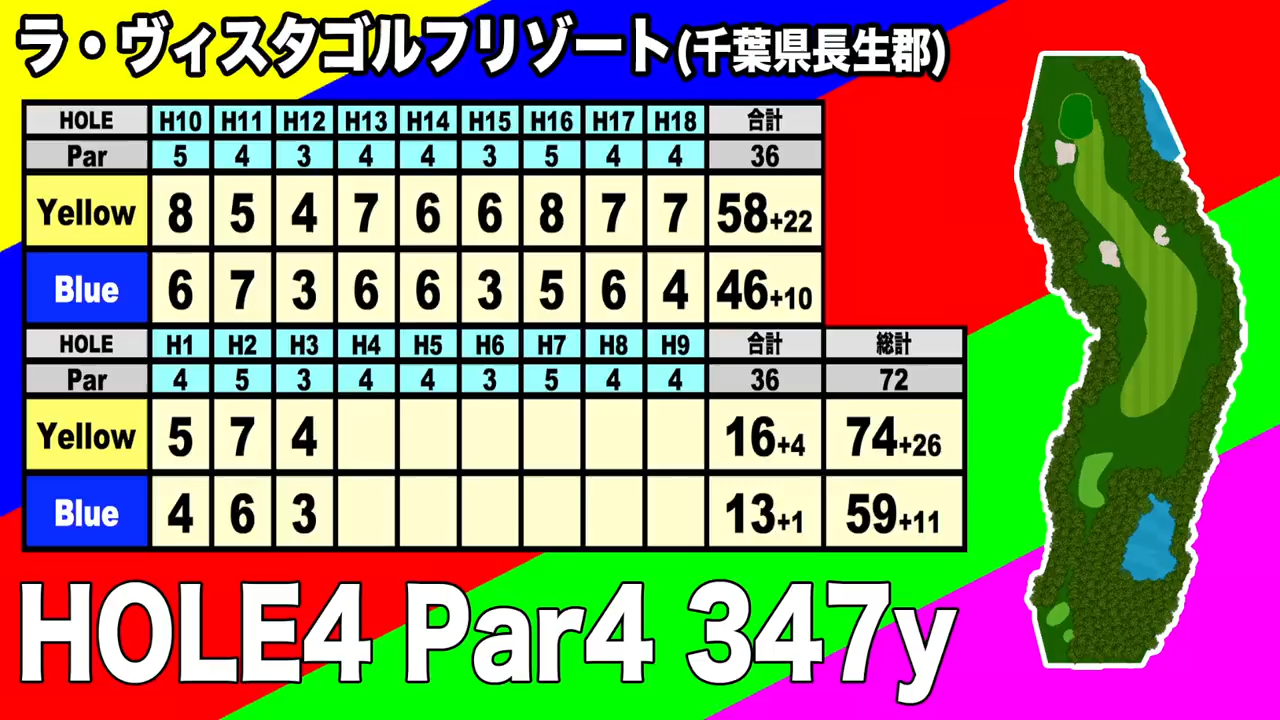 ラ・ヴィスタゴルフリゾート(千葉県長生郡)
HOLE H10 H11 H12 H13 H14 H15 H16 H17 H18 合計
Par 5 4 3 4 4 3 5 4 4 36
Yellow 8 5 4 7 6 6 8 7 7 58+22
Blue 6 7 3 6 6 3 5 6 4 46+10
HOLE H1 H2 H3 H4 H5 H6 H7 H8 H9 合計 総計
Par 4 5 3 4 4 3 5 4 4 36 72
Yellow 5 7 4 16+4 74+26
Blue 4 6 3 13+1 59+11
HOLE4 Par4 347y